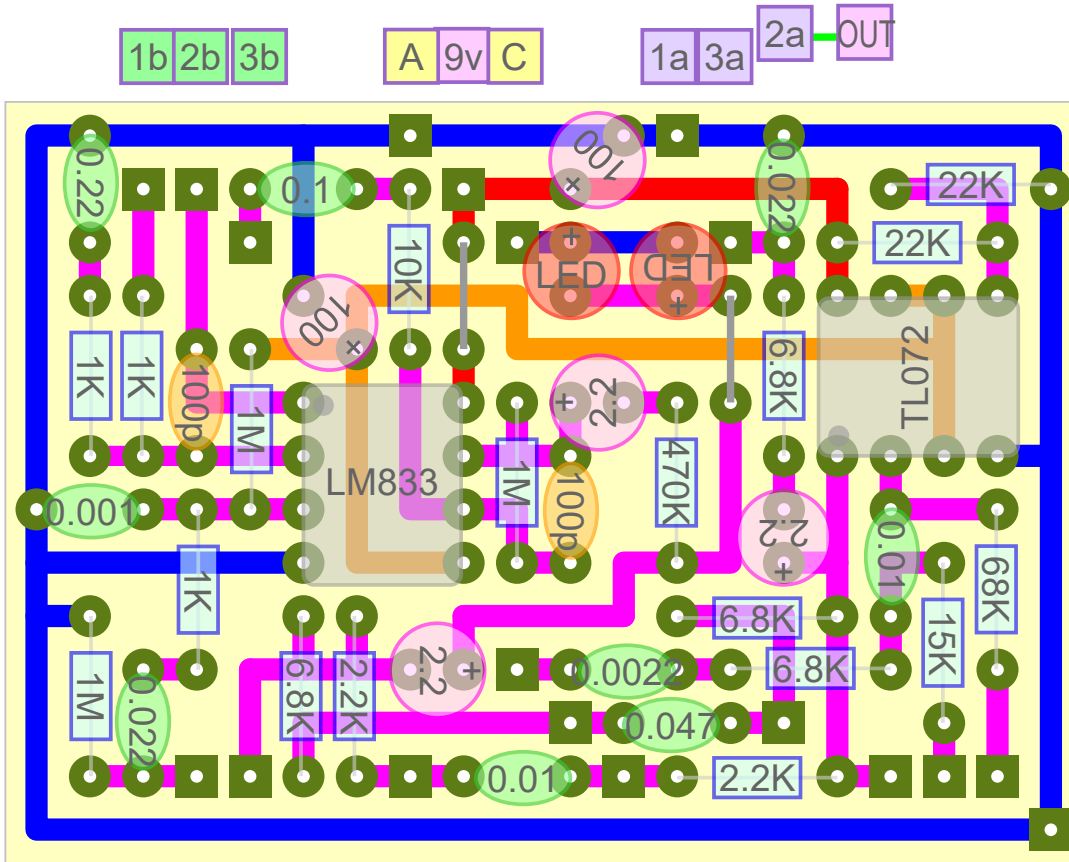 1b 2b 3b A 9v C 1a 3a 2a OUT
0.22 0.1 100 0.022 22K
10K 22K
LED LED
1K 1K 100 6.8K TL072
100p 1M + 2.2
LM833 1M 100p 470K 2.2
0.001 0.01
1K 68K
6.8K 15K
1M 0.022 6.8K 2.2K 2.2 + 0.0022 6.8K
0.047
0.01 2.2K